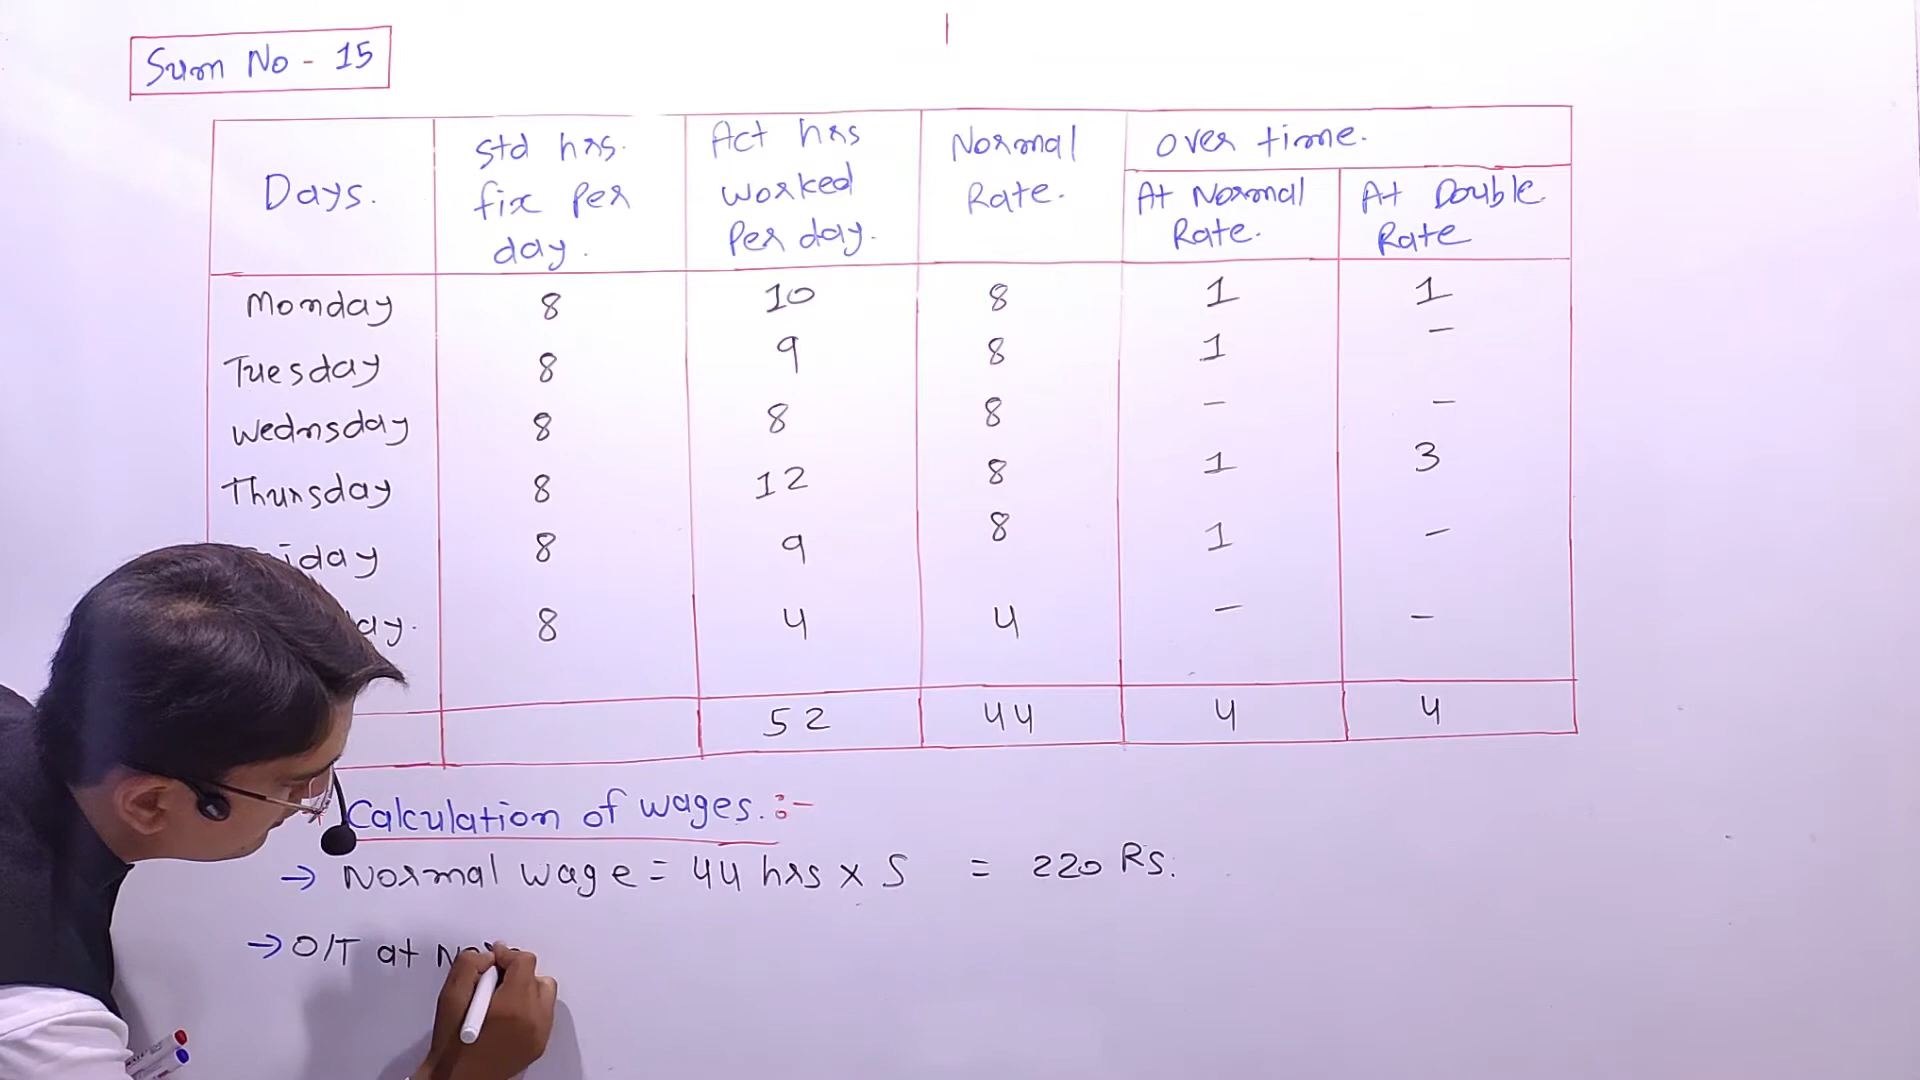 Sum No - 15
Days.
Std hrs.
fix Per
day.
Act hrs
worked
Per day.
Normal
Rate.
over time.
At Normal
Rate.
At Double
Rate
Monday 8 10 8 1 1
Tuesday 8 9 8 1 -
Wednsday 8 8 8 - -
Thursday 8 12 8 1 3
iday 8 9 8 1 -
ay. 8 4 4 - -
52 44 4 4
Calculation of wages. :-
→ Normal wage = 44 hrs x 5 = 220 Rs.
→ O/T at